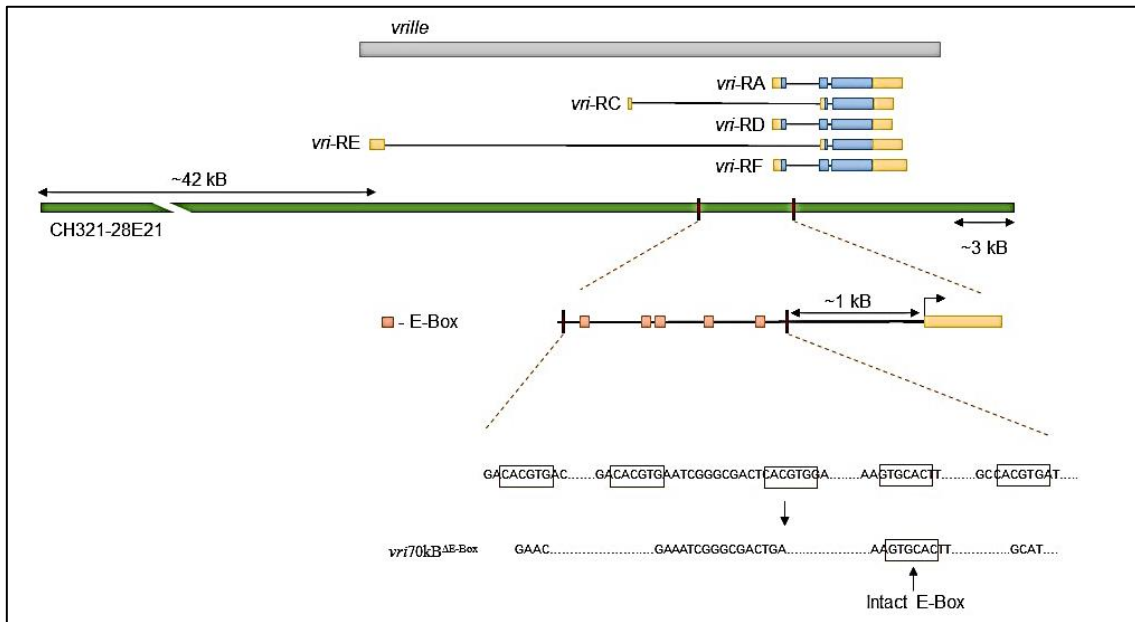 vrille
vri-RA
vri-RC
vri-RD
vri-RE
vri-RF
~42 kB
CH321-28E21
~3 kB
~1 kB
- E-Box
GACACGTGAC........GACACGTGAATCGGGCGACTCACGTGGA........AAGTGCACTT........GCCACGTGAT.....
vri70kBΔE-Box GAAC............................GAAATCGGGCGACTGA........................AAGTGCACTT...............GCAT....
Intact E-Box